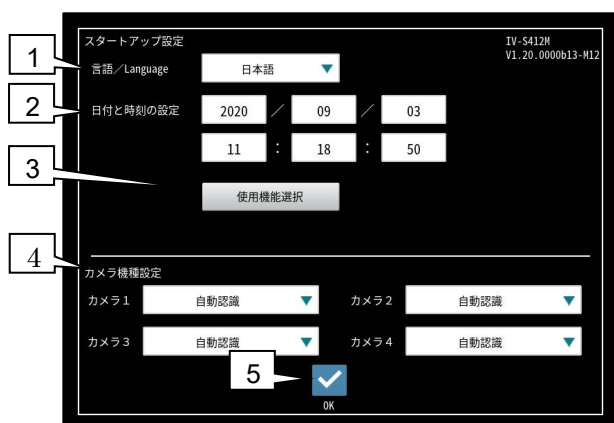 スタートアップ設定
IV-S412M
V1.20.0000b13-M12
1
言語／Language
日本語
2
日付と時刻の設定
2020 ／ 09 ／ 03
11 : 18 : 50
3
使用機能選択
4
カメラ機種設定
カメラ１ 自動認識 カメラ２ 自動認識
カメラ３ 自動認識 カメラ４ 自動認識
5
OK